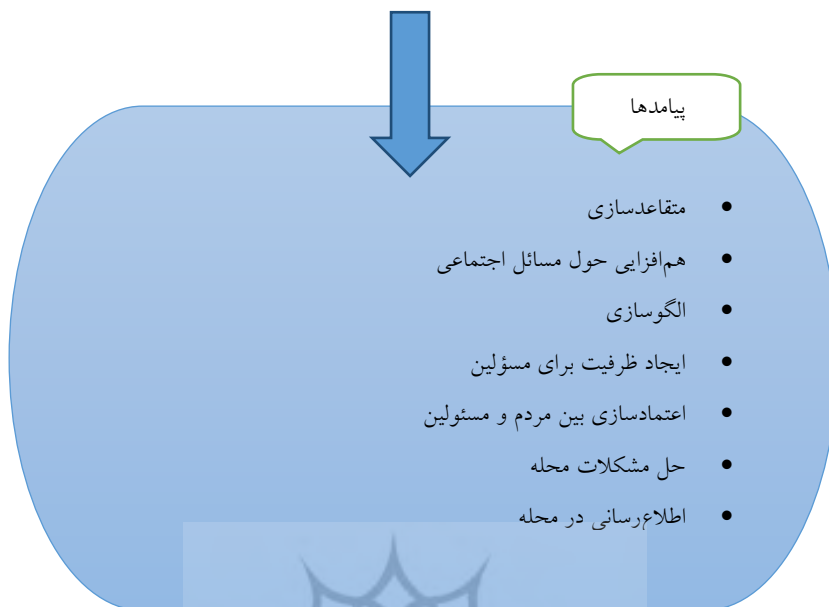 پیامدها
• متقاعدسازی
• هم‌افزایی حول مسائل اجتماعی
• الگوسازی
• ایجاد ظرفیت برای مسؤلین
• اعتمادسازی بین مردم و مسئولین
• حل مشکلات محله
• اطلاع‌رسانی در محله